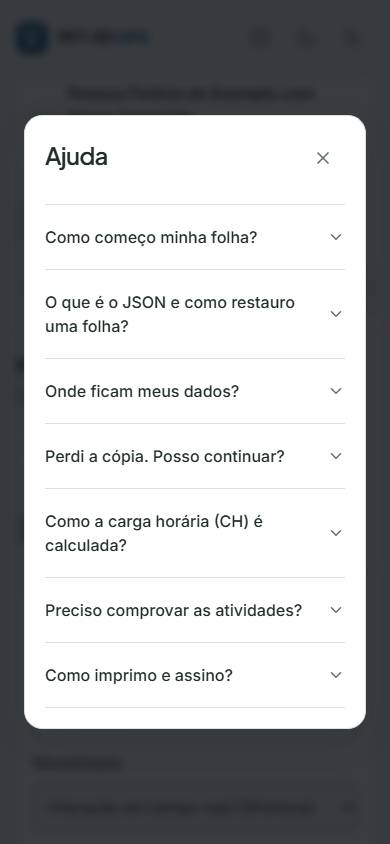 Ajuda
Como começo minha folha?
O que é o JSON e como restauro
uma folha?
Onde ficam meus dados?
Perdi a cópia. Posso continuar?
Como a carga horária (CH) é
calculada?
Preciso comprovar as atividades?
Como imprimo e assino?